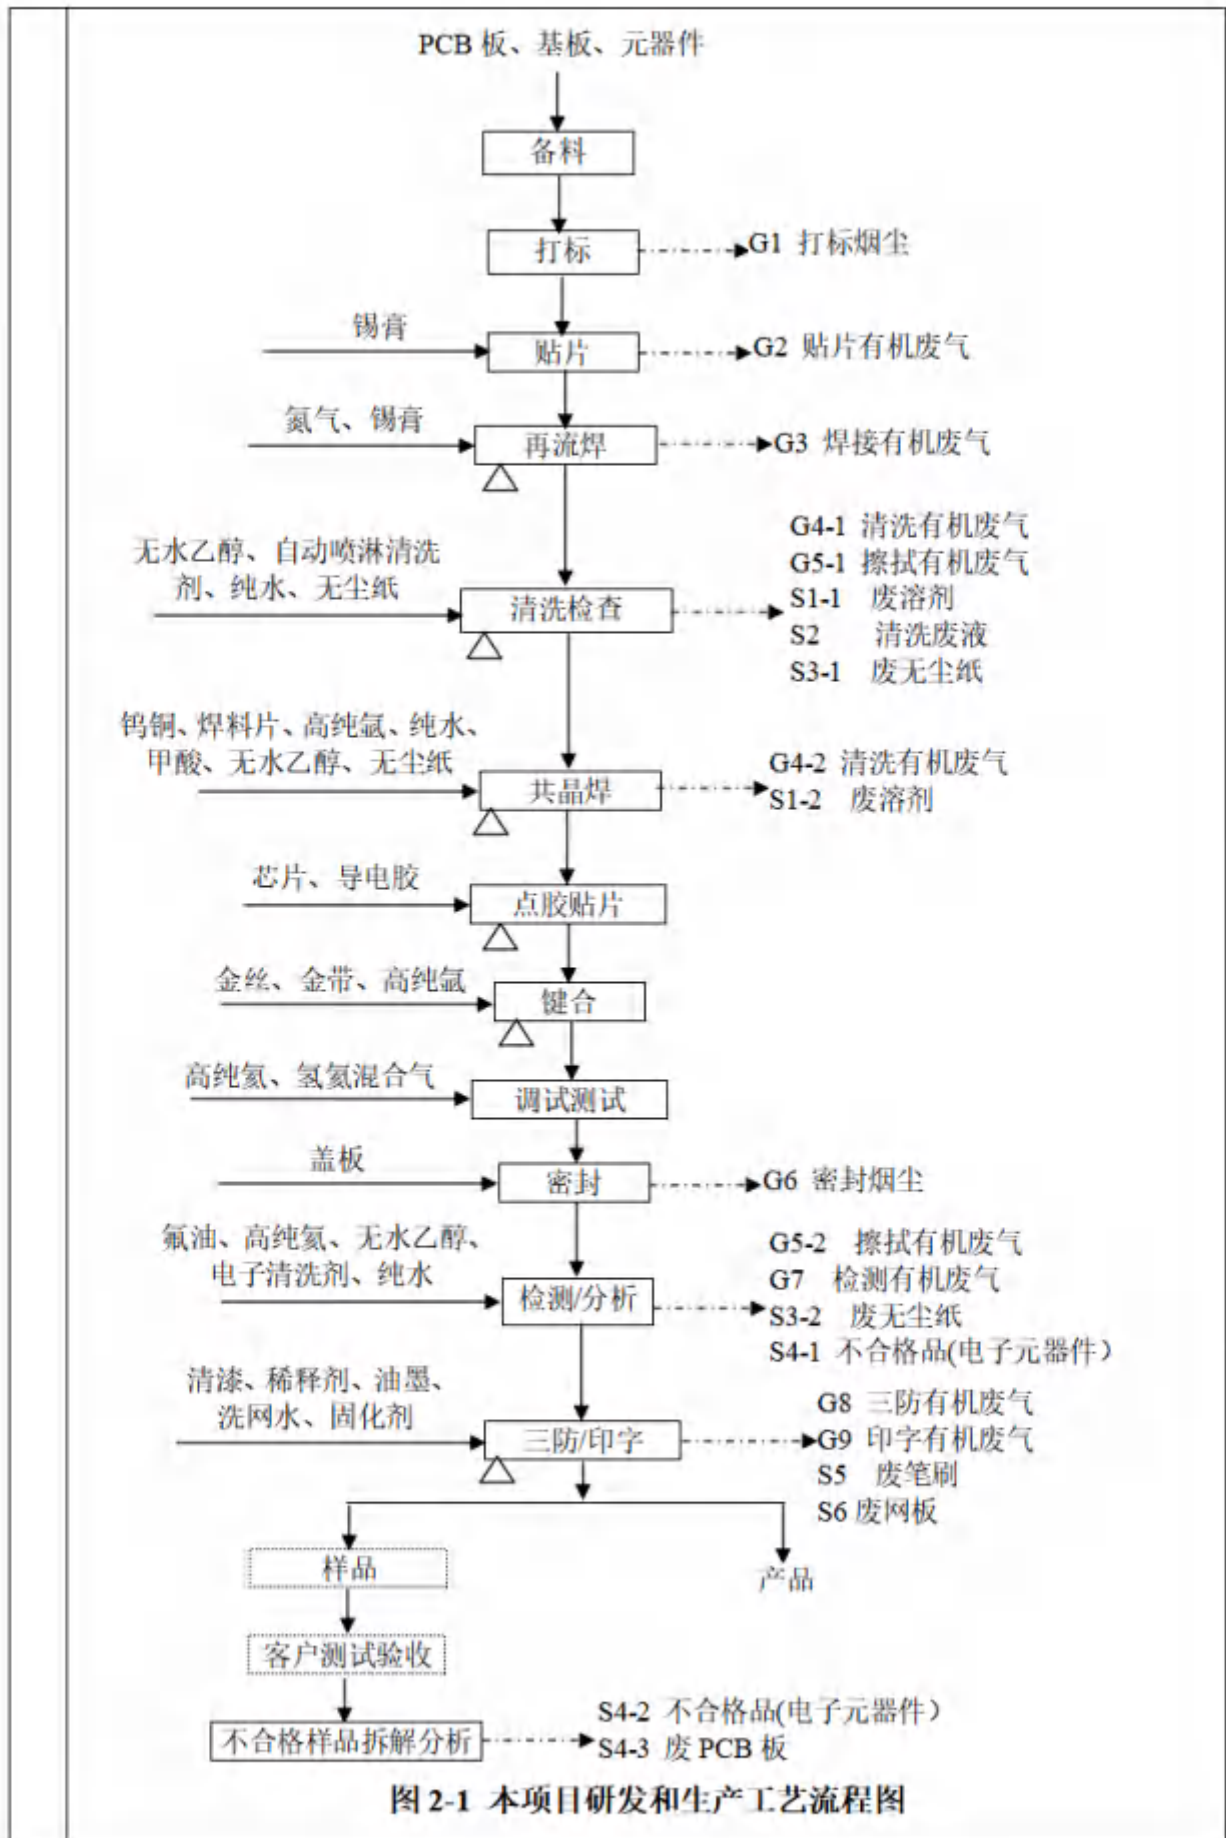 PCB 板、基板、元器件
备料
打标
G1 打标烟尘
锡膏
贴片
G2 贴片有机废气
氮气、锡膏
再流焊
G3 焊接有机废气
无水乙醇、自动喷淋清洗
剂、纯水、无尘纸
清洗检查
G4-1 清洗有机废气
G5-1 擦拭有机废气
S1-1 废溶剂
S2 清洗废液
S3-1 废无尘纸
钨铜、焊料片、高纯氩、纯水、
甲酸、无水乙醇、无尘纸
共晶焊
G4-2 清洗有机废气
S1-2 废溶剂
芯片、导电胶
点胶贴片
金丝、金带、高纯氩
键合
高纯氦、氢氦混合气
调试测试
盖板
密封
G6 密封烟尘
氟油、高纯氦、无水乙醇、
电子清洗剂、纯水
检测/分析
G5-2 擦拭有机废气
G7 检测有机废气
S3-2 废无尘纸
S4-1 不合格品(电子元器件）
清漆、稀释剂、油墨、
洗网水、固化剂
三防/印字
G8 三防有机废气
G9 印字有机废气
S5 废笔刷
S6 废网板
样品
产品
客户测试验收
不合格样品拆解分析
S4-2 不合格品(电子元器件）
S4-3 废 PCB 板
图 2-1 本项目研发和生产工艺流程图